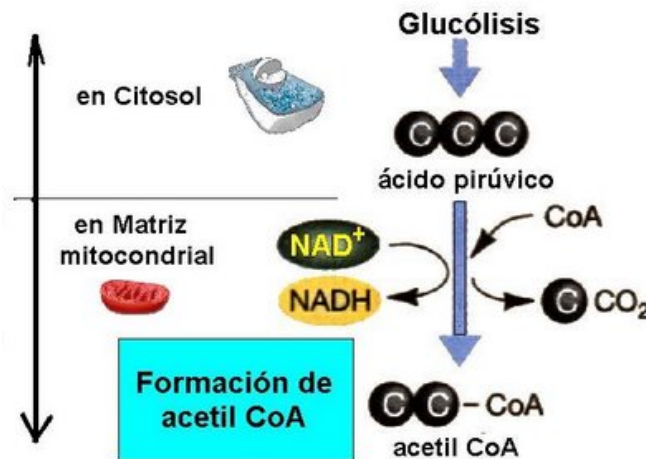 Glucólisis
en Citosol
C C C
ácido pirúvico
en Matriz
mitocondrial
NAD+
CoA
NADH
C CO2
Formación de
acetil CoA
C C - CoA
acetil CoA